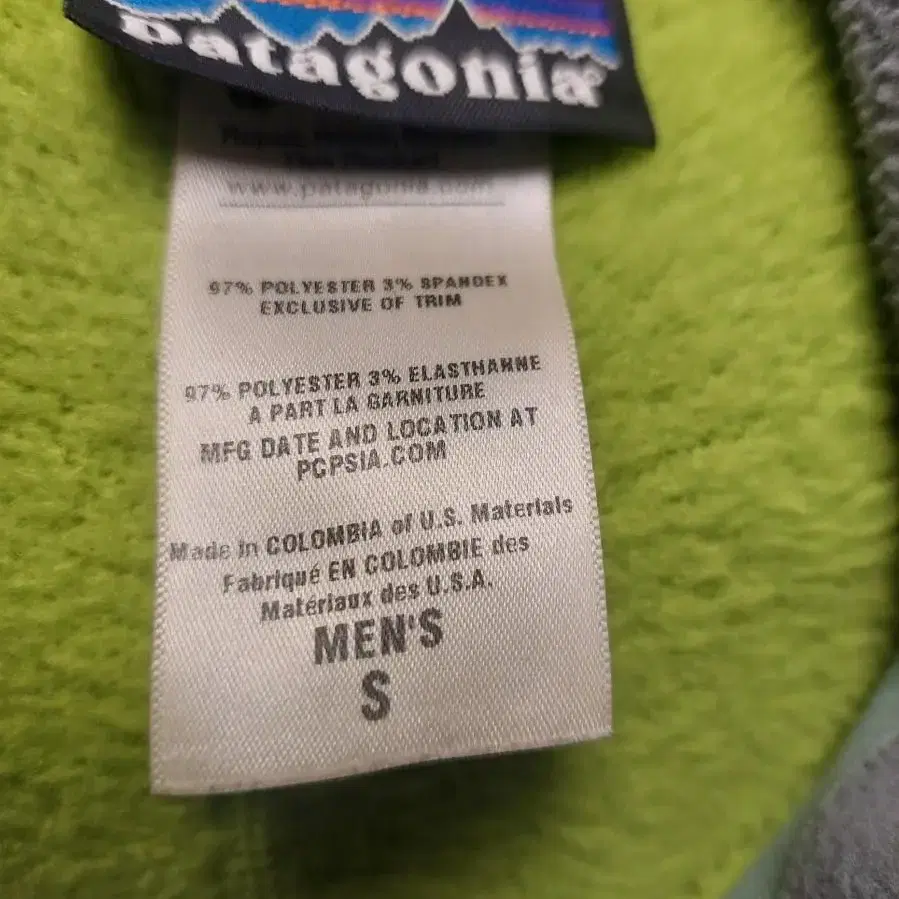 patagonia®
www.patagonia.com
97% POLYESTER 3% SPANDEX
EXCLUSIVE OF TRIM
97% POLYESTER 3% ELASTHANNE
A PART LA GARNITURE
MFG DATE AND LOCATION AT
PCPSIA.COM
Made in COLOMBIA of U.S. Materials
Fabriqué EN COLOMBIE des
Matériaux des U.S.A.
MEN'S
S